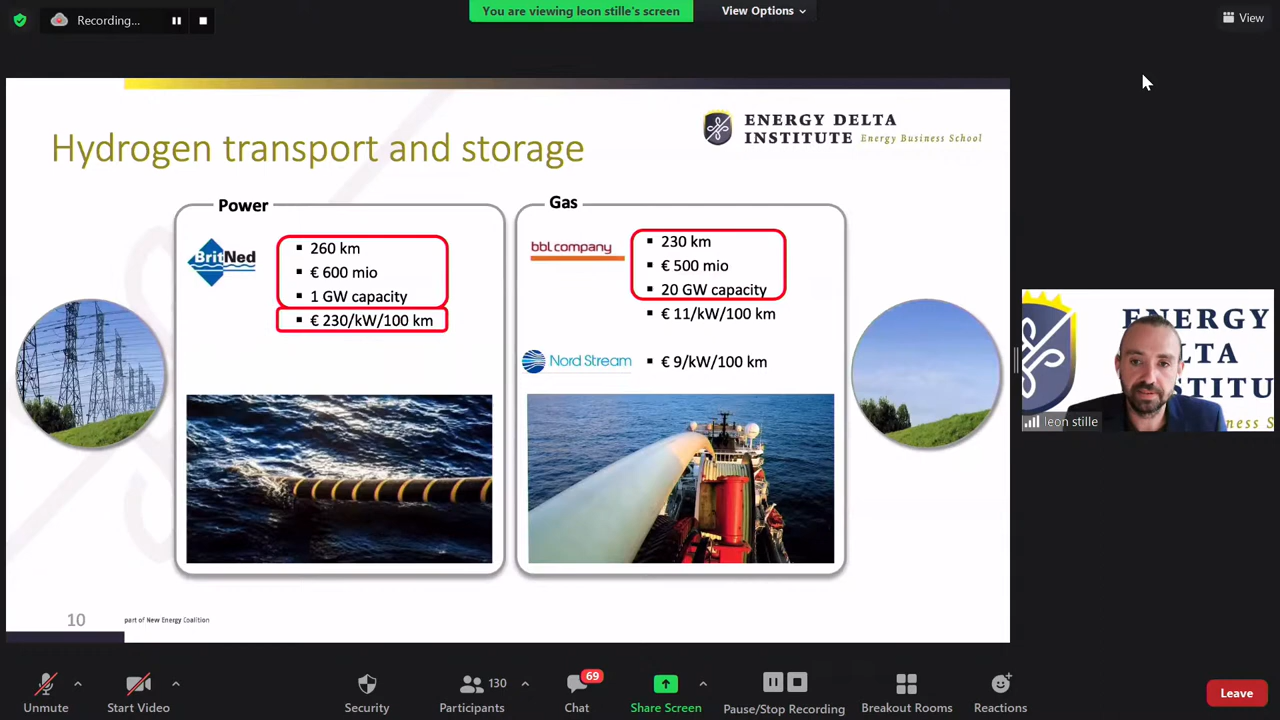 Recording...
You are viewing leon stille's screen
View Options
View
ENERGY DELTA
INSTITUTE Energy Business School
Hydrogen transport and storage
Power
BritNed
▪ 260 km
▪ € 600 mio
▪ 1 GW capacity
▪ € 230/kW/100 km
Gas
bbl company
▪ 230 km
▪ € 500 mio
▪ 20 GW capacity
▪ € 11/kW/100 km
Nord Stream
▪ € 9/kW/100 km
10
part of New Energy Coalition
ENERGY
LTA
TITU
leon stille
Unmute
Start Video
Security
130
Participants
69
Chat
Share Screen
Pause/Stop Recording
Breakout Rooms
Reactions
Leave